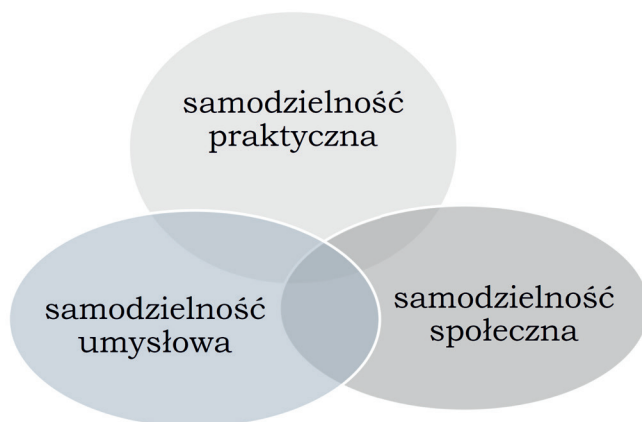 samodzielność
praktyczna
samodzielność
umysłowa
samodzielność
społeczna